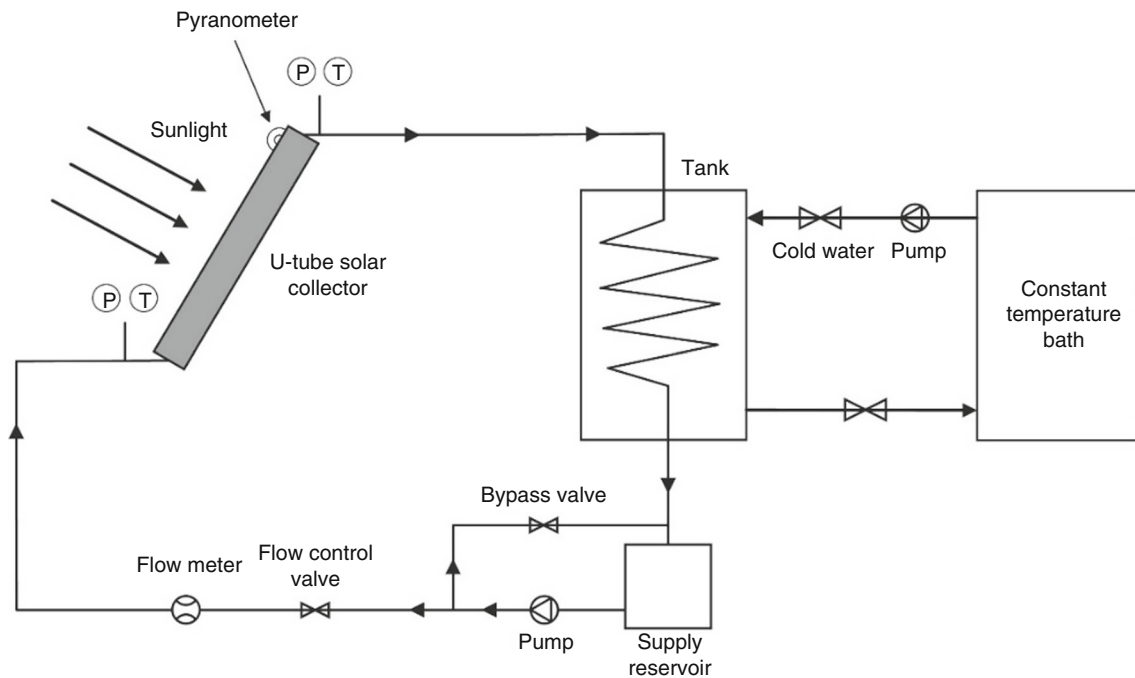 Pyranometer
P T
Sunlight
Tank
U-tube solar
collector
Cold water
Pump
P T
Constant
temperature
bath
Bypass valve
Flow meter
Flow control
valve
Pump
Supply
reservoir